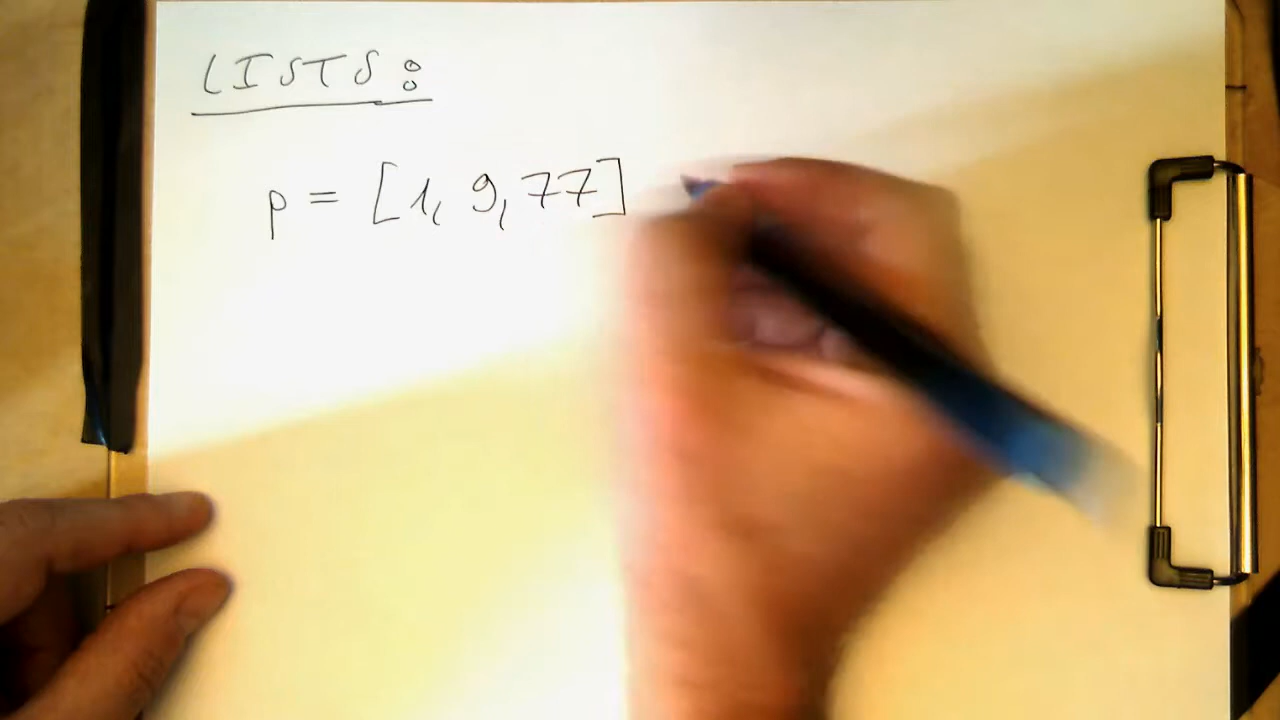 LISTS:
p = [1, 9, 77]